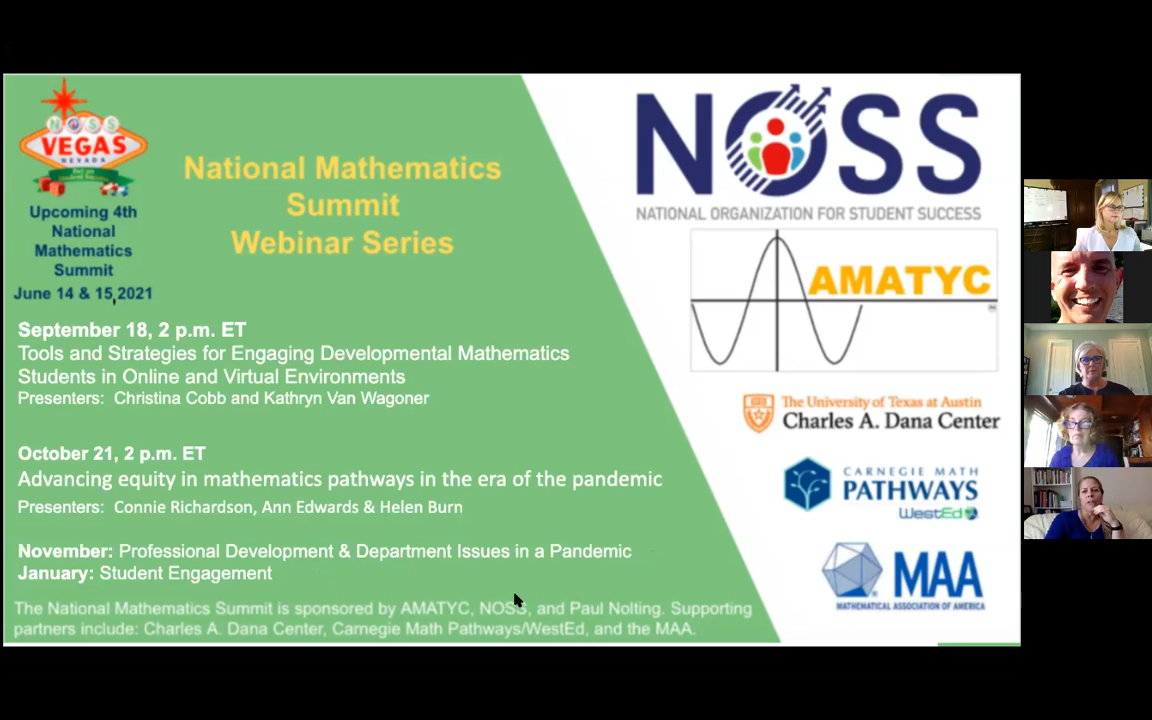 NOSS
VEGAS
NEVADA
Upcoming 4th
National
Mathematics
Summit
June 14 & 15,2021
National Mathematics
Summit
Webinar Series
September 18, 2 p.m. ET
Tools and Strategies for Engaging Developmental Mathematics
Students in Online and Virtual Environments
Presenters: Christina Cobb and Kathryn Van Wagoner
October 21, 2 p.m. ET
Advancing equity in mathematics pathways in the era of the pandemic
Presenters: Connie Richardson, Ann Edwards & Helen Burn
November: Professional Development & Department Issues in a Pandemic
January: Student Engagement
The National Mathematics Summit is sponsored by AMATYC, NOSS, and Paul Nolting. Supporting
partners include: Charles A. Dana Center, Carnegie Math Pathways/WestEd, and the MAA.
NOSS
NATIONAL ORGANIZATION FOR STUDENT SUCCESS
AMATYC
The University of Texas at Austin
Charles A. Dana Center
CARNEGIE MATH
PATHWAYS
WestEd
MAA
MATHEMATICAL ASSOCIATION OF AMERICA